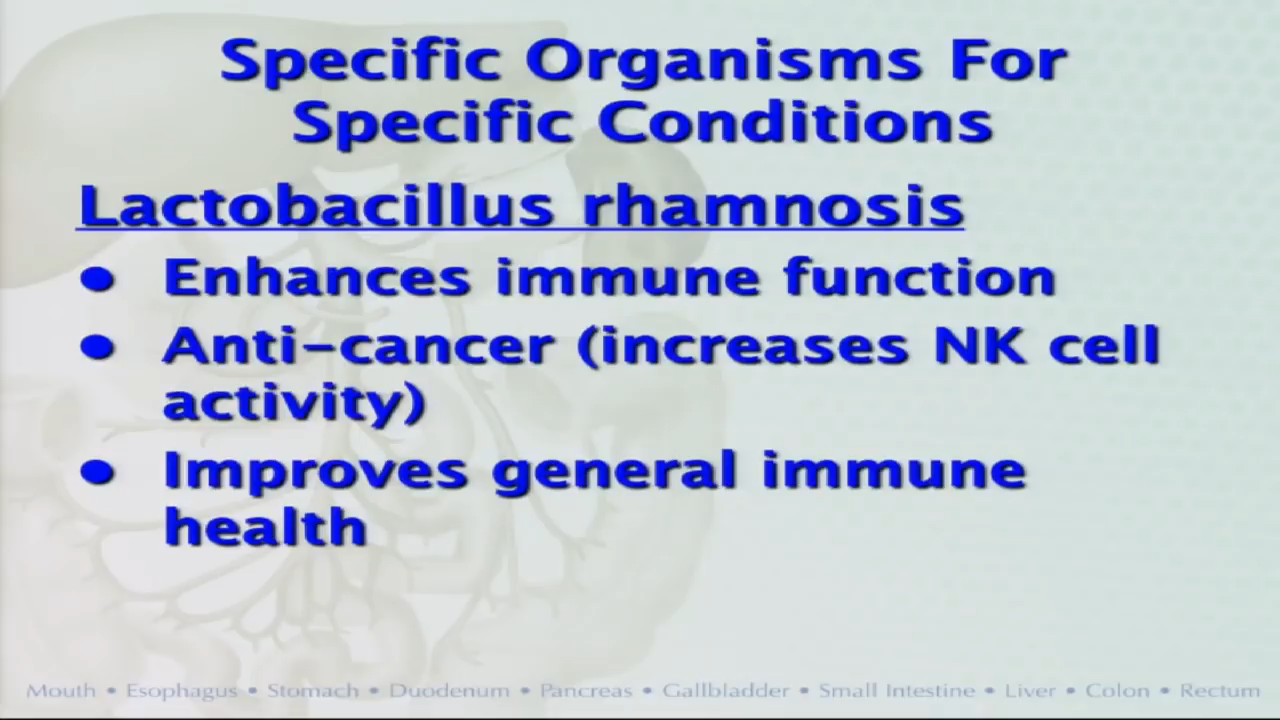 Specific Organisms For
Specific Conditions
Lactobacillus rhamnosis
• Enhances immune function
• Anti-cancer (increases NK cell
activity)
• Improves general immune
health
Mouth • Esophagus • Stomach • Duodenum • Pancreas • Gallbladder • Small Intestine • Liver • Colon • Rectum